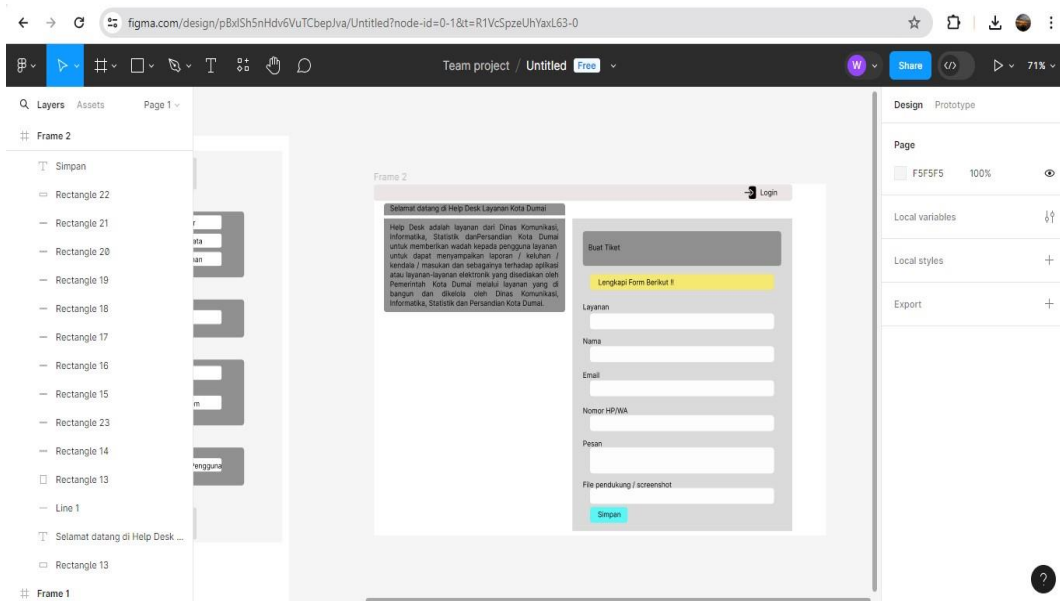 figma.com/design/pBxlSh5nHdv6VuTCbepJva/Untitled?node-id=0-1&t=R1VcSpzeUhYaxL63-0
Team project / Untitled Free
W
Share
71%
Layers Assets Page 1
Frame 2
Simpan
Rectangle 22
Rectangle 21
Rectangle 20
Rectangle 19
Rectangle 18
Rectangle 17
Rectangle 16
Rectangle 15
Rectangle 23
Rectangle 14
Rectangle 13
Line 1
Selamat datang di Help Desk ...
Rectangle 13
Frame 1
r
ata
an
m
Pengguna
Frame 2
Login
Selamat datang di Help Desk Layanan Kota Dumai
Help Desk adalah layanan dari Dinas Komunikasi,
Informatika, Statistik danPersandian Kota Dumai
untuk memberikan wadah kepada pengguna layanan
untuk dapat menyampaikan laporan / keluhan /
kendala / masukan dan sebagainya terhadap aplikasi
atau layanan-layanan elektronik yang disediakan oleh
Pemerintah Kota Dumai melalui layanan yang di
bangun dan dikelola oleh Dinas Komunikasi,
Informatika, Statistik dan Persandian Kota Dumai.
Buat Tiket
Lengkapi Form Berikut !!
Layanan
Nama
Email
Nomor HP/WA
Pesan
File pendukung / screenshot
Simpan
Design Prototype
Page
F5F5F5 100%
Local variables
Local styles
Export
?